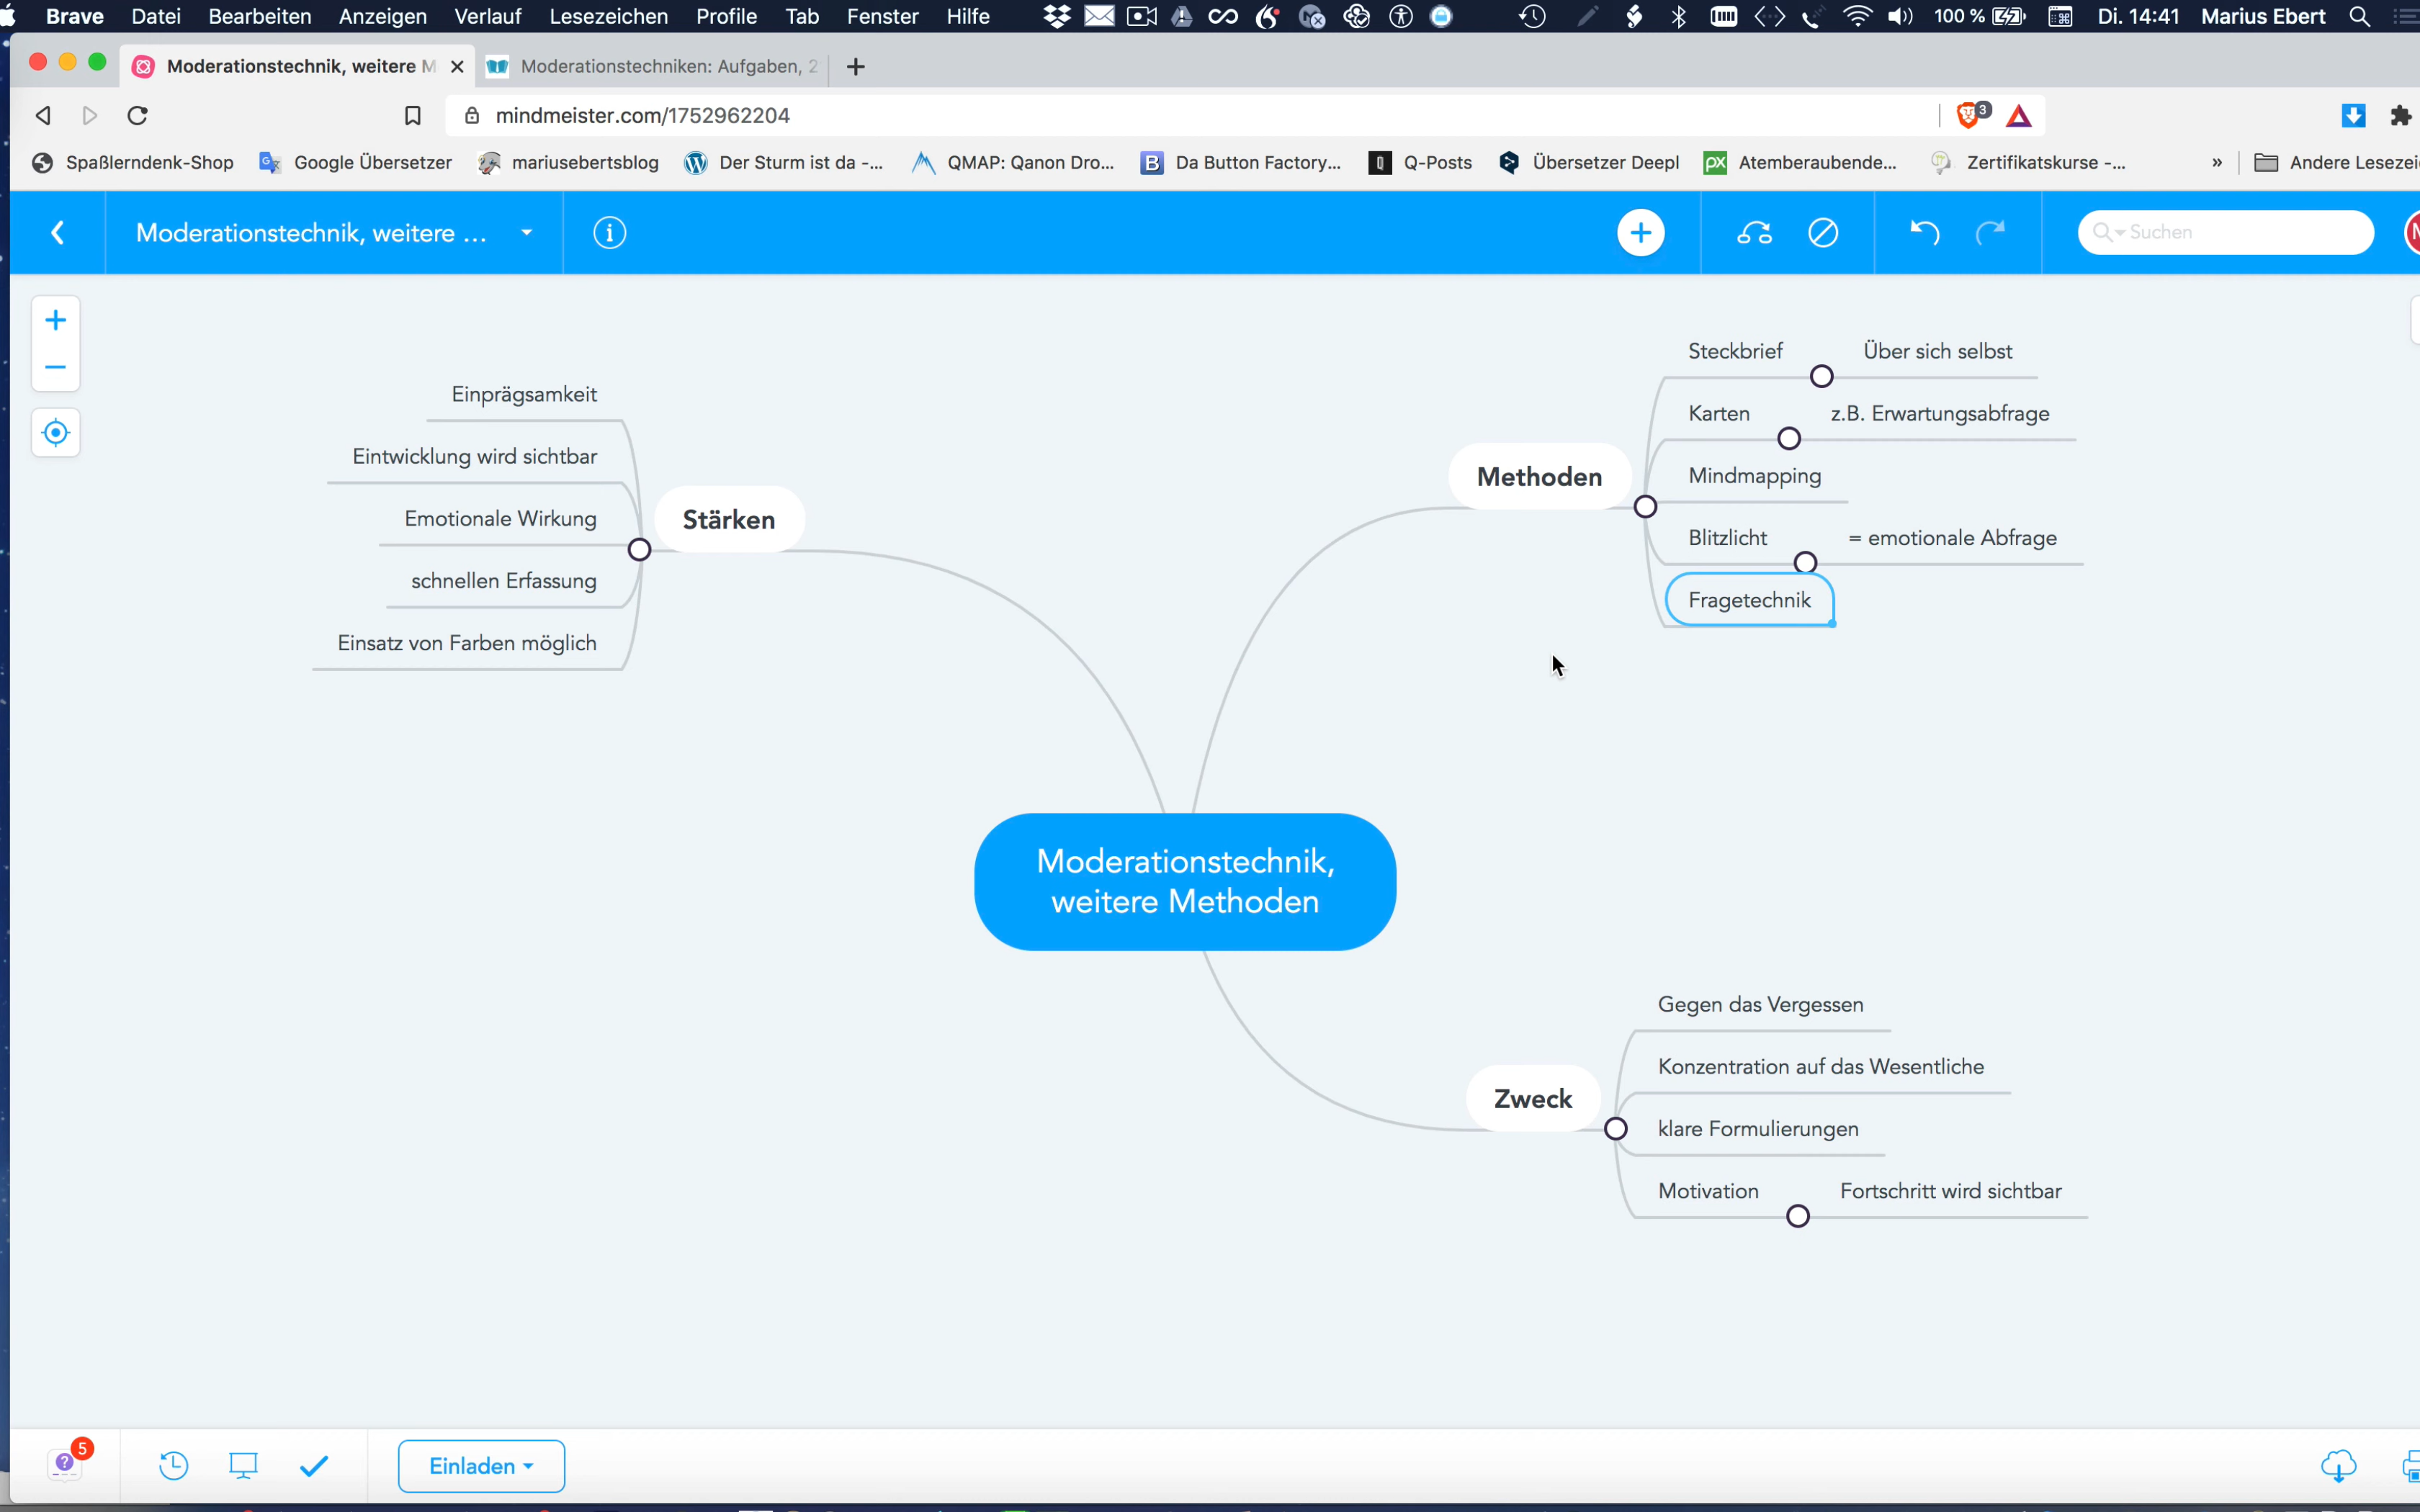 Brave Datei Bearbeiten Anzeigen Verlauf Lesezeichen Profile Tab Fenster Hilfe 100 % Di. 14:41 Marius Ebert
Moderationstechnik, weitere M Moderationstechniken: Aufgaben, 2
mindmeister.com/1752962204 3
Spaßlerndenk-Shop Google Übersetzer mariusebertsblog Der Sturm ist da -... QMAP: Qanon Dro... Da Button Factory... Q-Posts Übersetzer Deepl Atemberaubende... Zertifikatskurse -... » Andere Lesezei
Moderationstechnik, weitere ... Suchen
Steckbrief Über sich selbst
Karten z.B. Erwartungsabfrage
Methoden
Mindmapping
Blitzlicht = emotionale Abfrage
Fragetechnik
Einprägsamkeit
Eintwicklung wird sichtbar
Emotionale Wirkung
Stärken
schnellen Erfassung
Einsatz von Farben möglich
Moderationstechnik,
weitere Methoden
Gegen das Vergessen
Konzentration auf das Wesentliche
Zweck
klare Formulierungen
Motivation Fortschritt wird sichtbar
5
Einladen